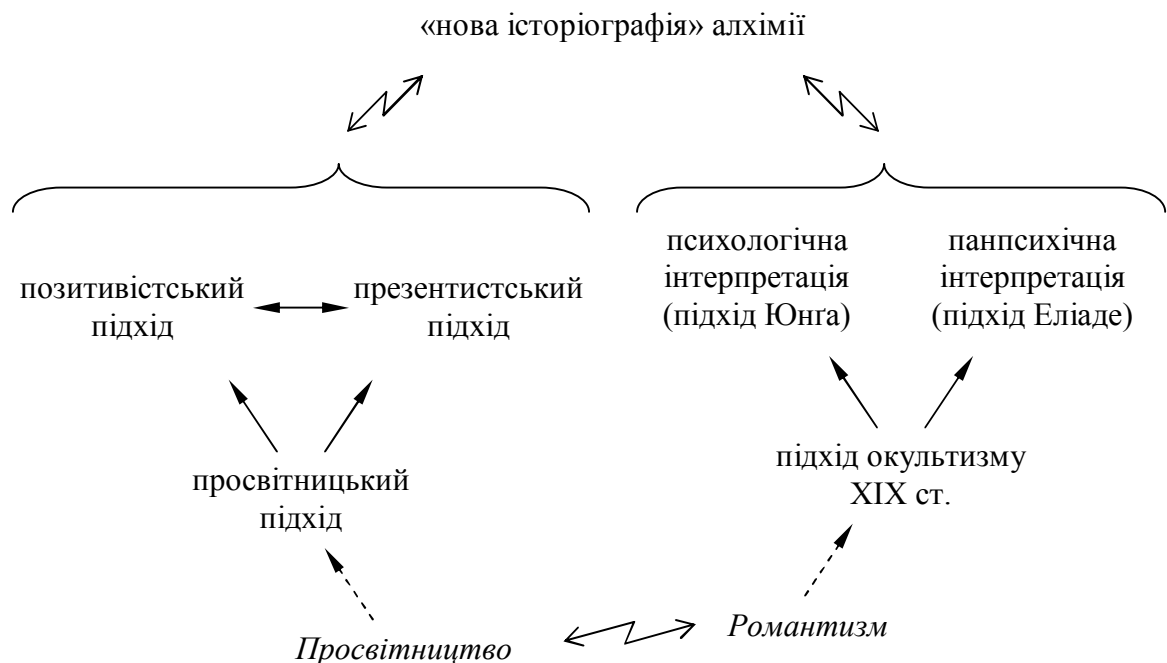 «нова історіографія» алхімії
позитивістський
підхід
презентистський
підхід
психологічна
інтерпретація
(підхід Юнґа)
панпсихічна
інтерпретація
(підхід Еліаде)
просвітницький
підхід
підхід окультизму
XIX ст.
Просвітництво
Романтизм